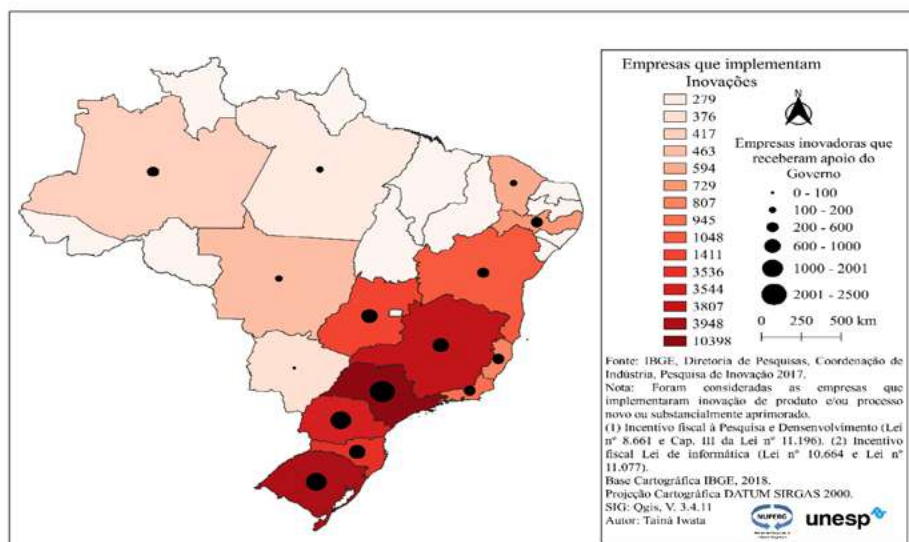 Empresas que implementam
Inovações
279
376
417
463
594
729
807
945
1048
1411
3536
3544
3807
3948
10398
N
Empresas inovadoras que
receberam apoio do
Governo
0 - 100
100 - 200
200 - 600
600 - 1000
1000 - 2001
2001 - 2500
0 250 500 km
Fonte: IBGE, Diretoria de Pesquisas, Coordenação de
Indústria, Pesquisa de Inovação 2017.
Nota: Foram consideradas as empresas que
implementaram inovação de produto e/ou processo
novo ou substancialmente aprimorado.
(1) Incentivo fiscal à Pesquisa e Densenvolvimento (Lei
nº 8.661 e Cap. III da Lei nº 11.196). (2) Incentivo
fiscal Lei de informática (Lei nº 10.664 e Lei nº
11.077).
Base Cartográfica IBGE, 2018.
Projeção Cartográfica DATUM SIRGAS 2000.
SIG: Qgis, V. 3.4.11
Autor: Tainá Iwata
NUPERG
unesp